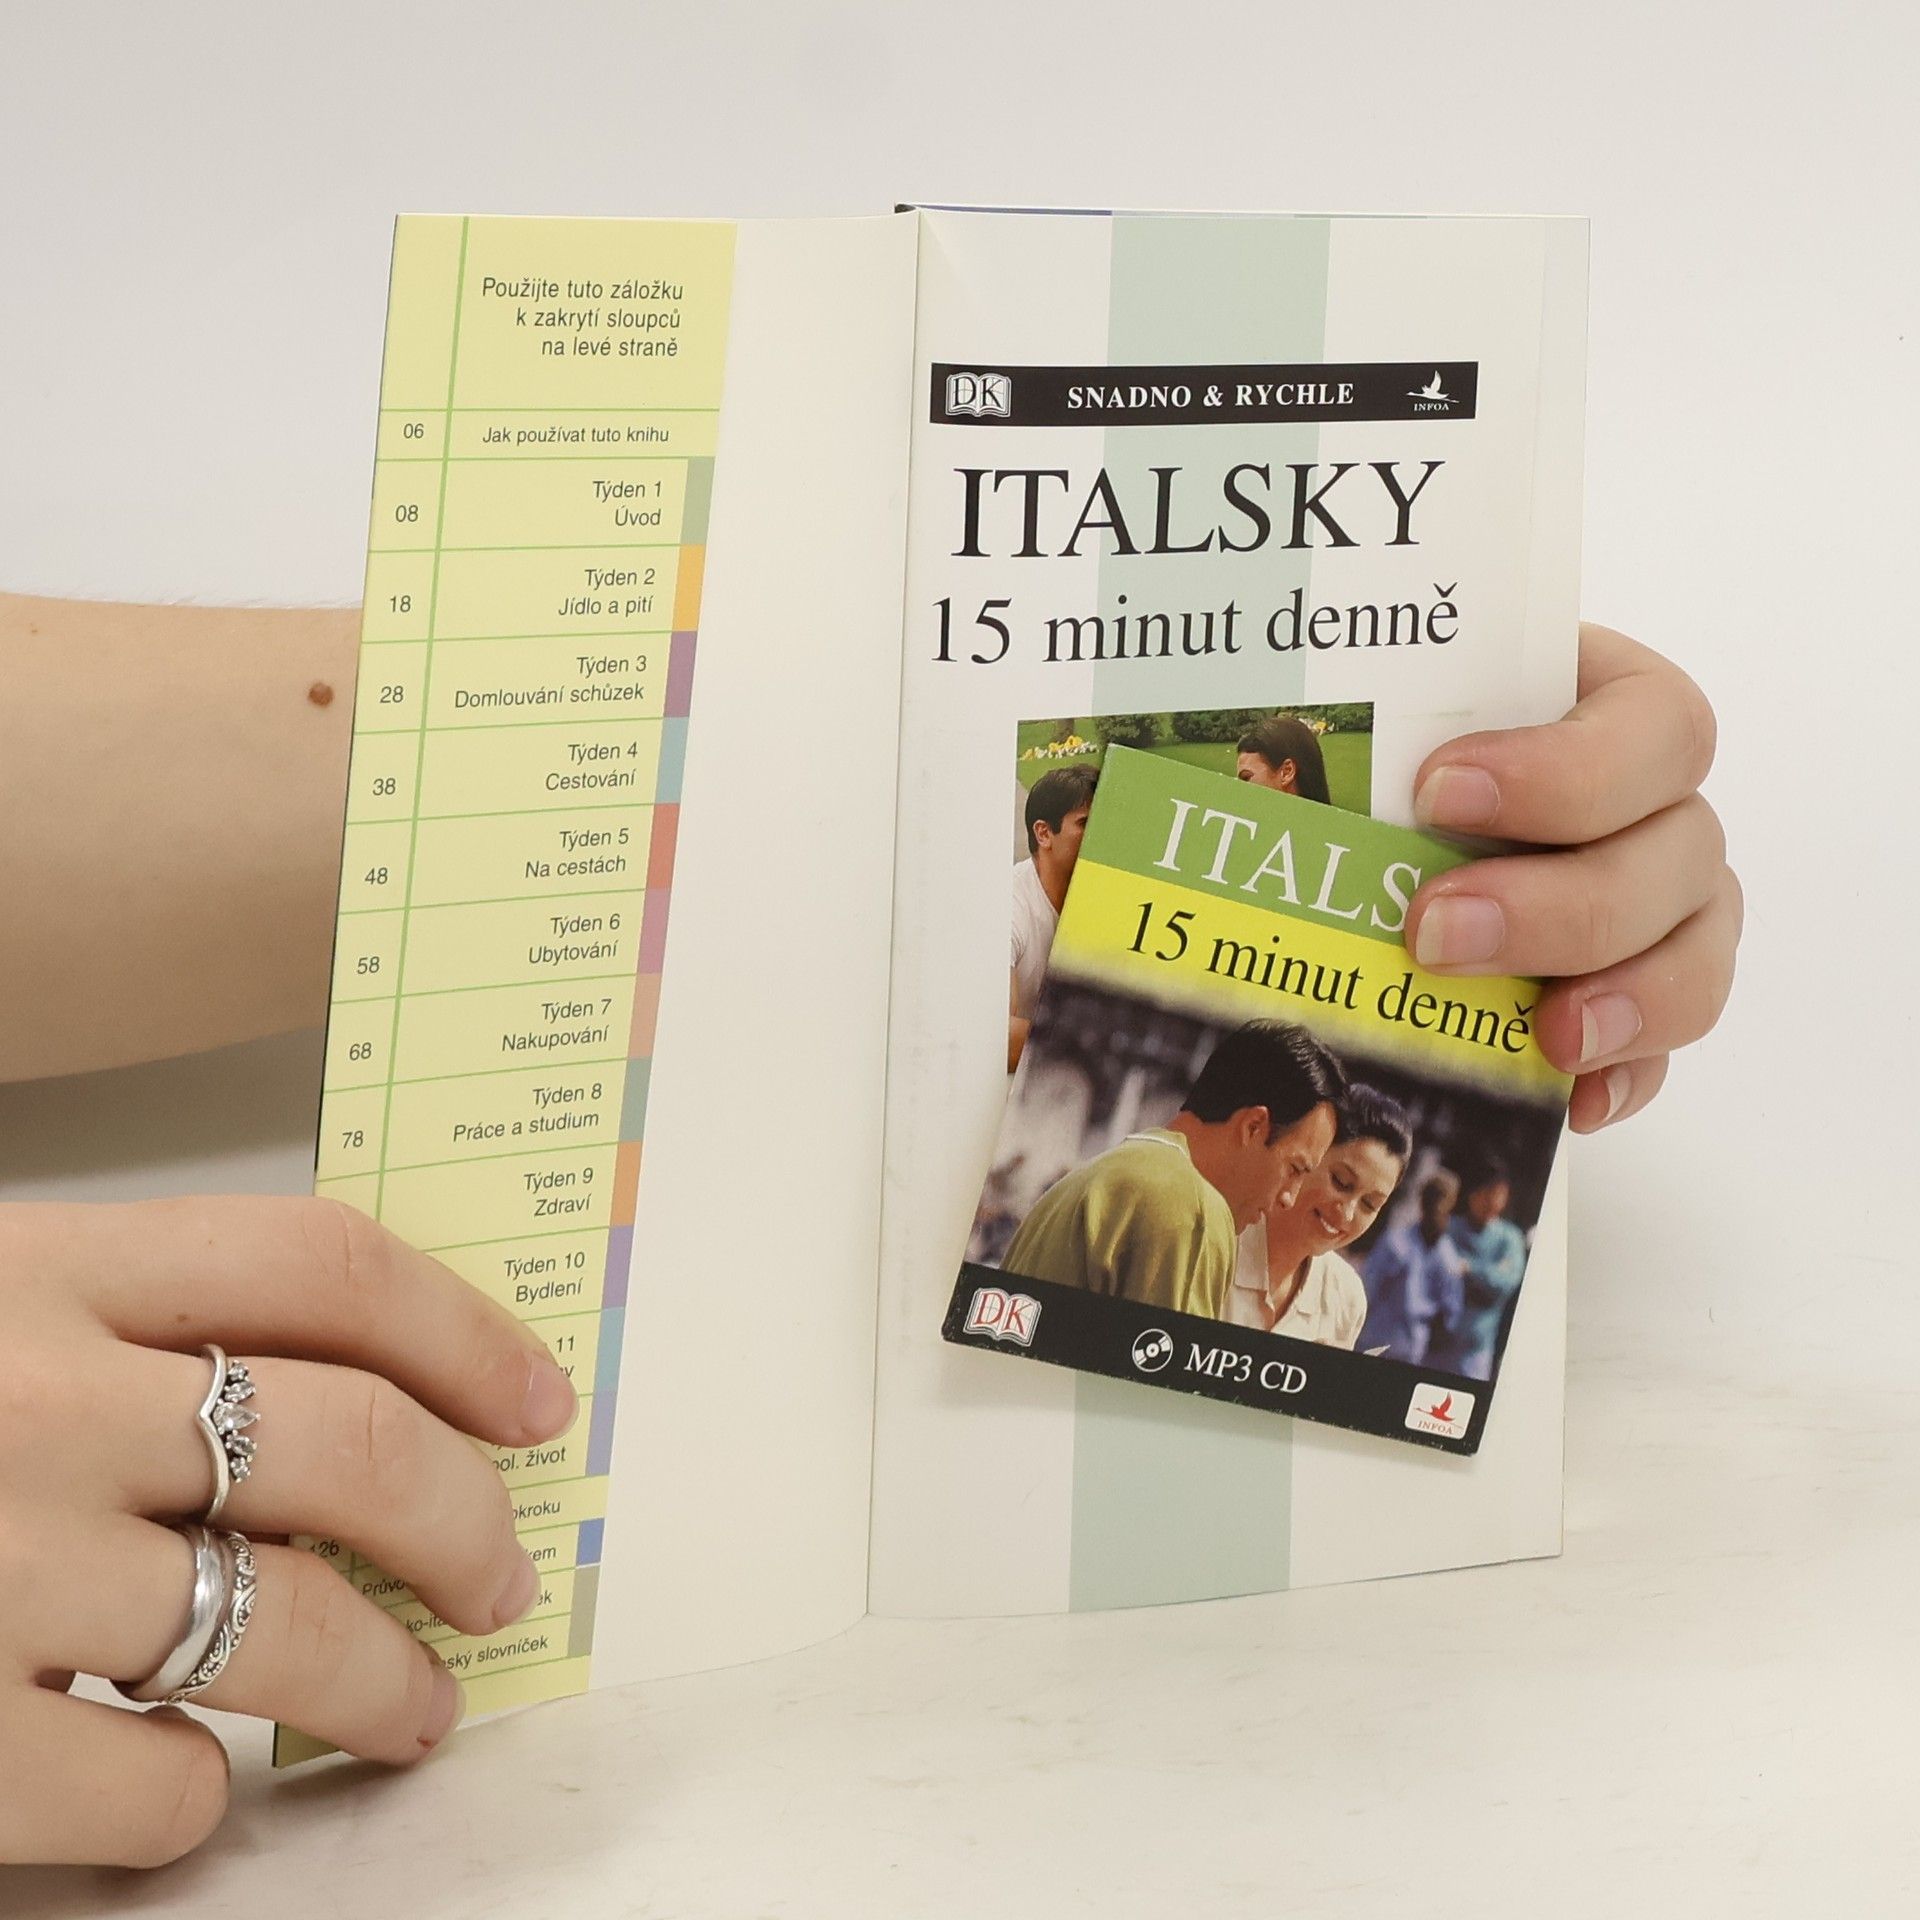 Použijte tuto záložku
k zakrytí sloupců
na levé straně
06 Jak používat tuto knihu
08 Týden 1
Úvod
18 Týden 2
Jídlo a pití
28 Týden 3
Domlouvání schůzek
38 Týden 4
Cestování
48 Týden 5
Na cestách
58 Týden 6
Ubytování
68 Týden 7
Nakupování
78 Týden 8
Práce a studium
Týden 9
Zdraví
Týden 10
Bydlení
11
život
126
slovníček
DK SNADNO & RYCHLE INFOA
ITALSKY
15 minut denně
ITALS
15 minut denně
DK MP3 CD INFOA